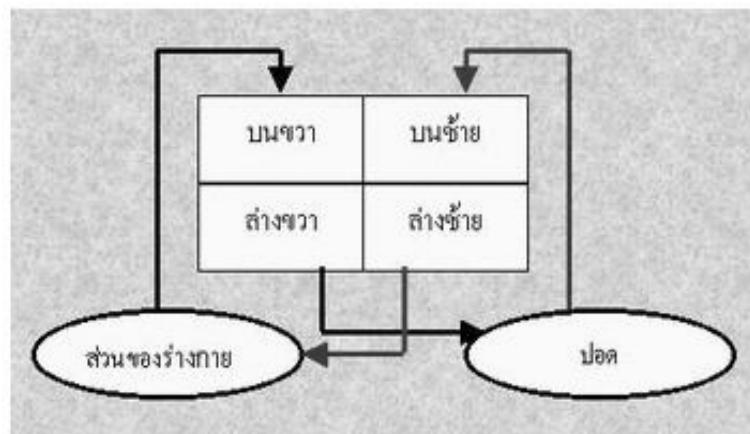 บนขวา บนซ้าย
ล่างขวา ล่างซ้าย
ส่วนของร่างกาย ปอด